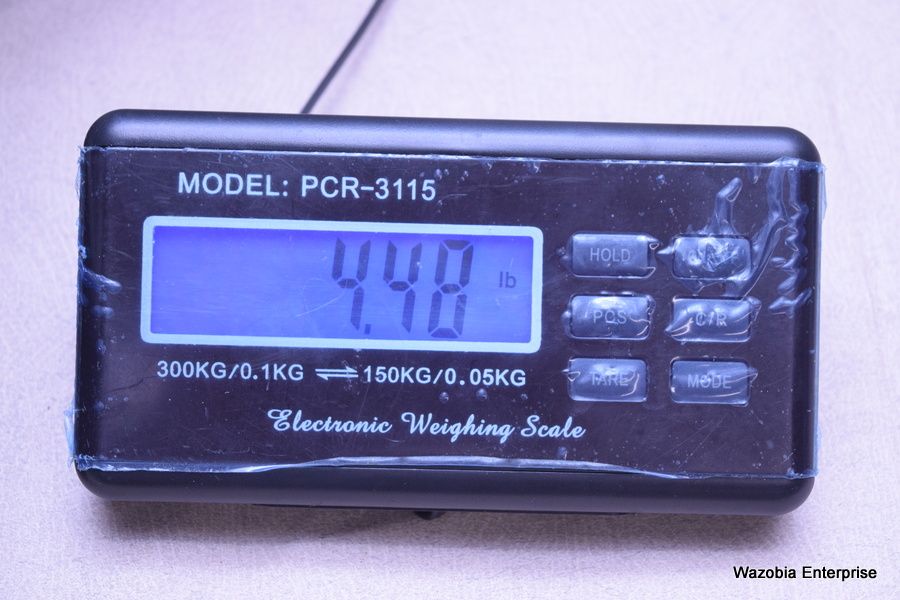 MODEL: PCR-3115
4.48 lb
HOLD
PCS C/R
300KG/0.1KG ⇌ 150KG/0.05KG
TARE MODE
Electronic Weighing Scale
Wazobia Enterprise